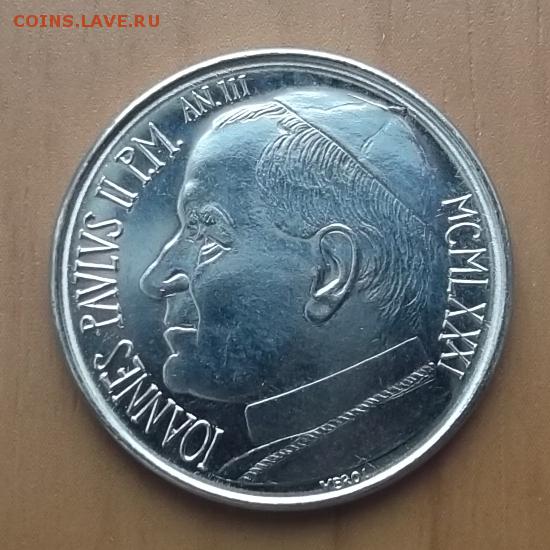 COINS.LAVE.RU
IOANNES PAVLVS II P.M. AN.III
MCMLXXXI